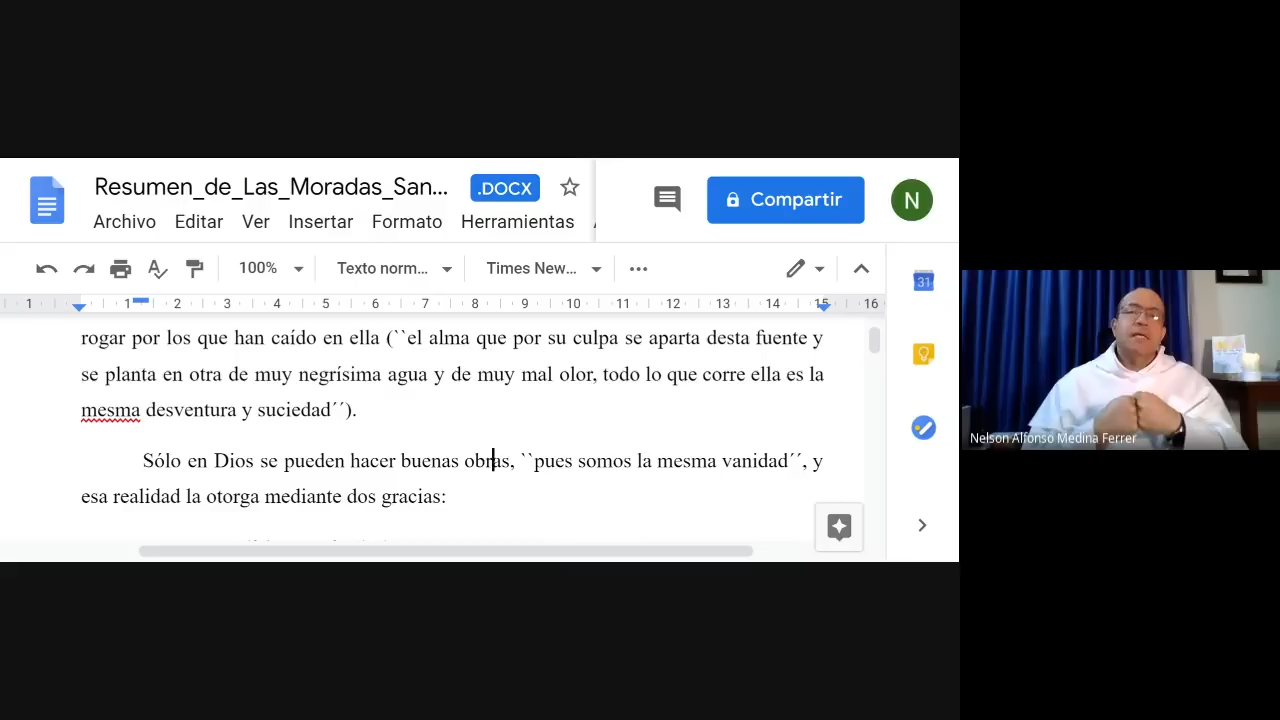 Resumen_de_Las_Moradas_San... .DOCX
Compartir
N
Archivo Editar Ver Insertar Formato Herramientas
100% Texto norm... Times New... ...
1 1 2 3 4 5 6 7 8 9 10 11 12 13 14 15 16
31
rogar por los que han caído en ella (``el alma que por su culpa se aparta desta fuente y
se planta en otra de muy negrísima agua y de muy mal olor, todo lo que corre ella es la
mesma desventura y suciedad´´).
Sólo en Dios se pueden hacer buenas obras, ``pues somos la mesma vanidad´´, y
esa realidad la otorga mediante dos gracias:
Nelson Alfonso Medina Ferrer